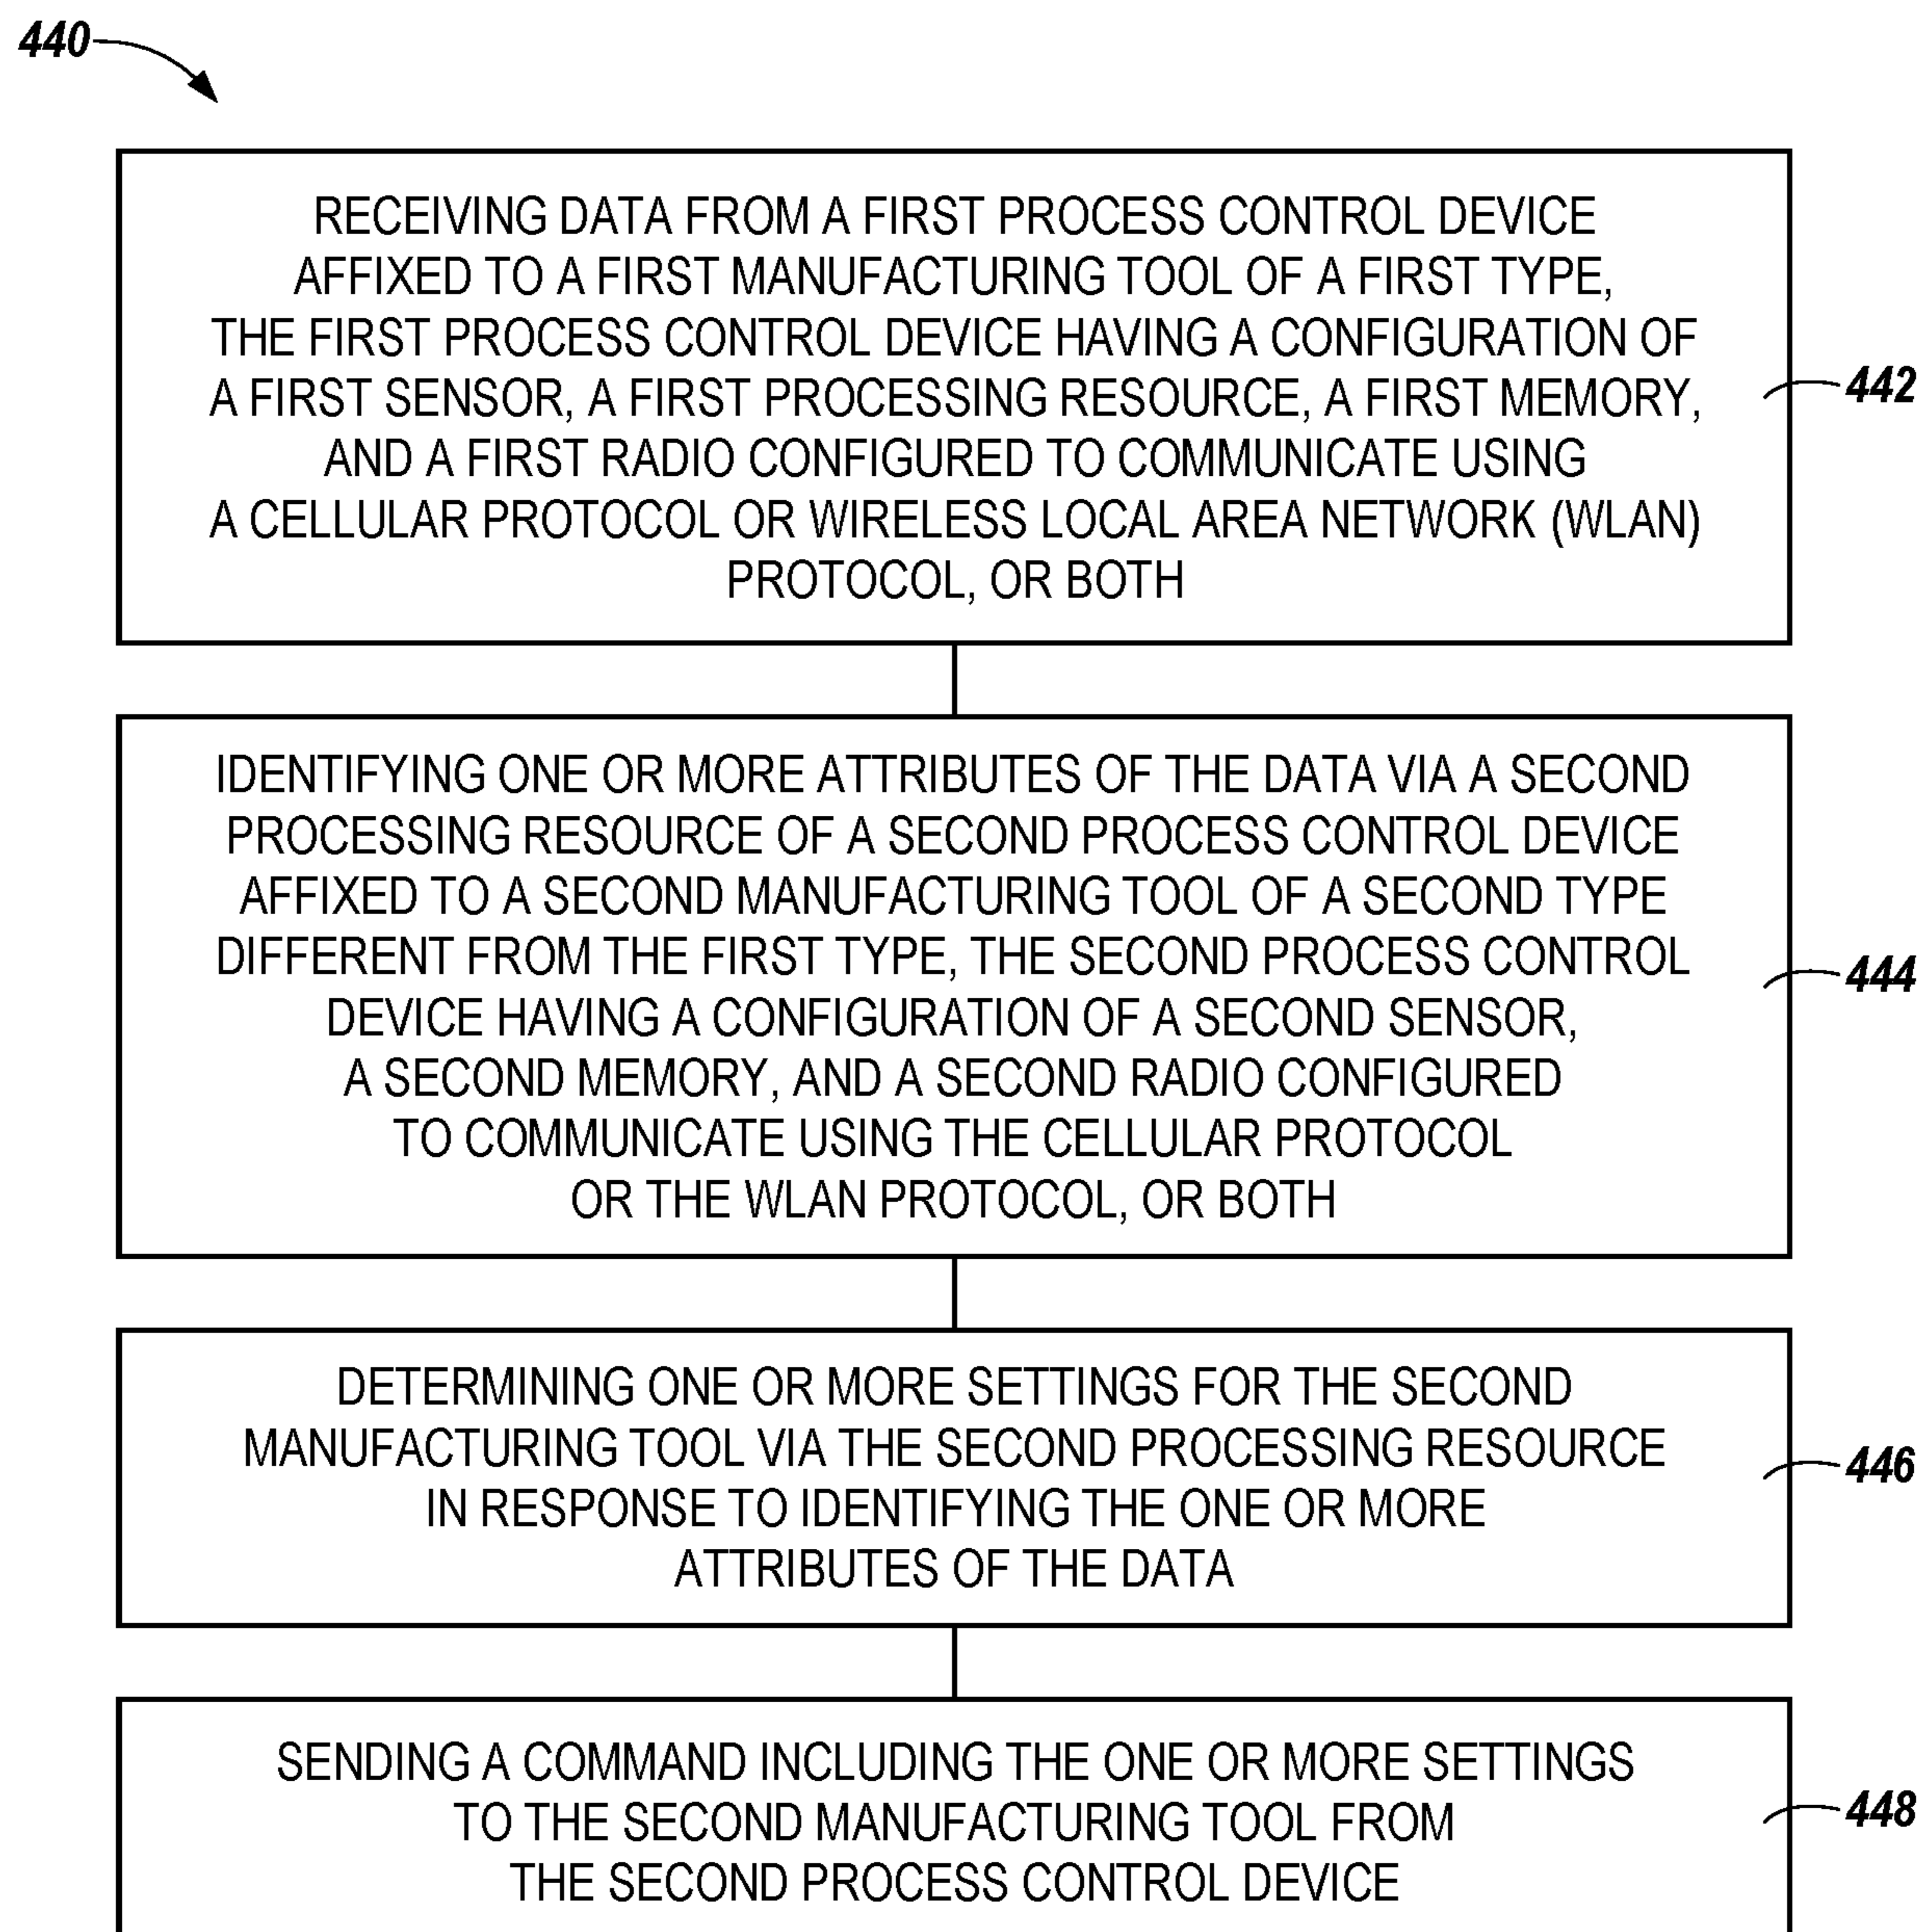 440
RECEIVING DATA FROM A FIRST PROCESS CONTROL DEVICE
AFFIXED TO A FIRST MANUFACTURING TOOL OF A FIRST TYPE,
THE FIRST PROCESS CONTROL DEVICE HAVING A CONFIGURATION OF
A FIRST SENSOR, A FIRST PROCESSING RESOURCE, A FIRST MEMORY,
AND A FIRST RADIO CONFIGURED TO COMMUNICATE USING
A CELLULAR PROTOCOL OR WIRELESS LOCAL AREA NETWORK (WLAN)
PROTOCOL, OR BOTH
442
IDENTIFYING ONE OR MORE ATTRIBUTES OF THE DATA VIA A SECOND
PROCESSING RESOURCE OF A SECOND PROCESS CONTROL DEVICE
AFFIXED TO A SECOND MANUFACTURING TOOL OF A SECOND TYPE
DIFFERENT FROM THE FIRST TYPE, THE SECOND PROCESS CONTROL
DEVICE HAVING A CONFIGURATION OF A SECOND SENSOR,
A SECOND MEMORY, AND A SECOND RADIO CONFIGURED
TO COMMUNICATE USING THE CELLULAR PROTOCOL
OR THE WLAN PROTOCOL, OR BOTH
444
DETERMINING ONE OR MORE SETTINGS FOR THE SECOND
MANUFACTURING TOOL VIA THE SECOND PROCESSING RESOURCE
IN RESPONSE TO IDENTIFYING THE ONE OR MORE
ATTRIBUTES OF THE DATA
446
SENDING A COMMAND INCLUDING THE ONE OR MORE SETTINGS
TO THE SECOND MANUFACTURING TOOL FROM
THE SECOND PROCESS CONTROL DEVICE
448